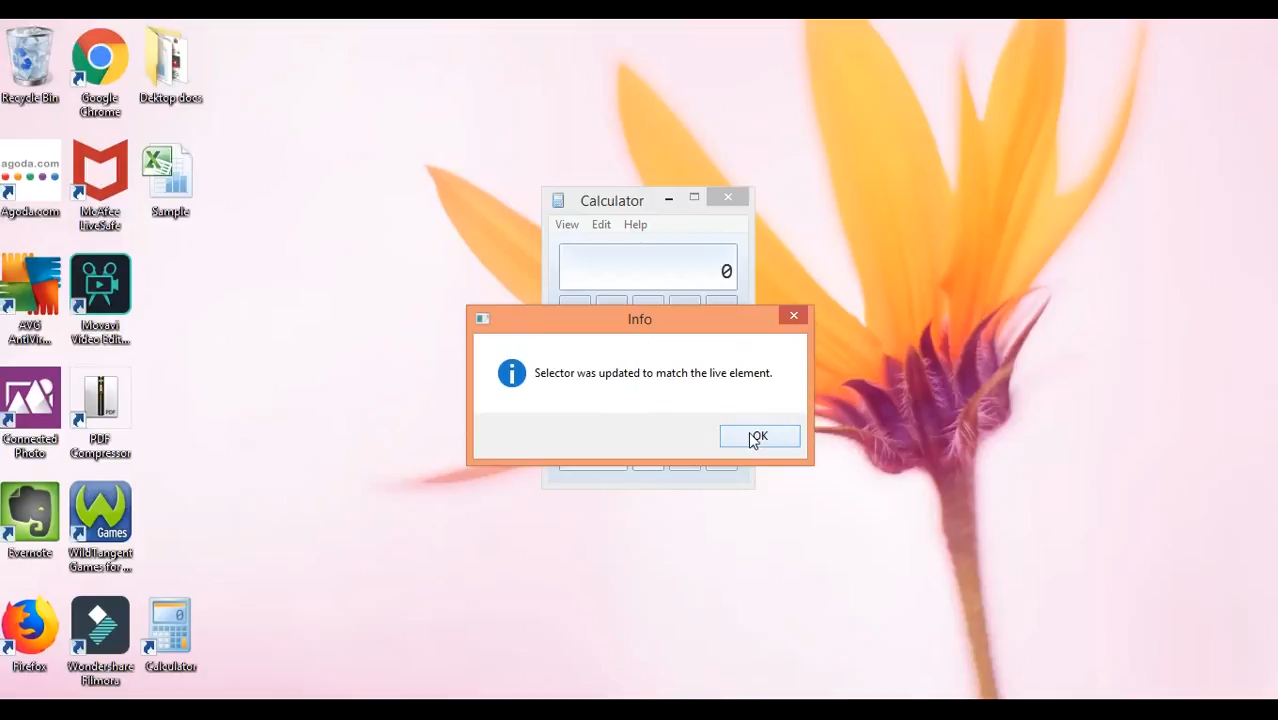 Recycle Bin
Google
Chrome
Dektop docs
agoda.com
Agoda.com
McAfee
LiveSafe
Sample
AVG
AntiVir...
Movavi
Video Edit...
Connected
Photo
PDF
PDF
Compressor
Evernote
Games
WildTangent
Games for ...
Firefox
Wondershare
Filmora
0
Calculator
Calculator
View Edit Help
0
Info
Selector was updated to match the live element.
OK